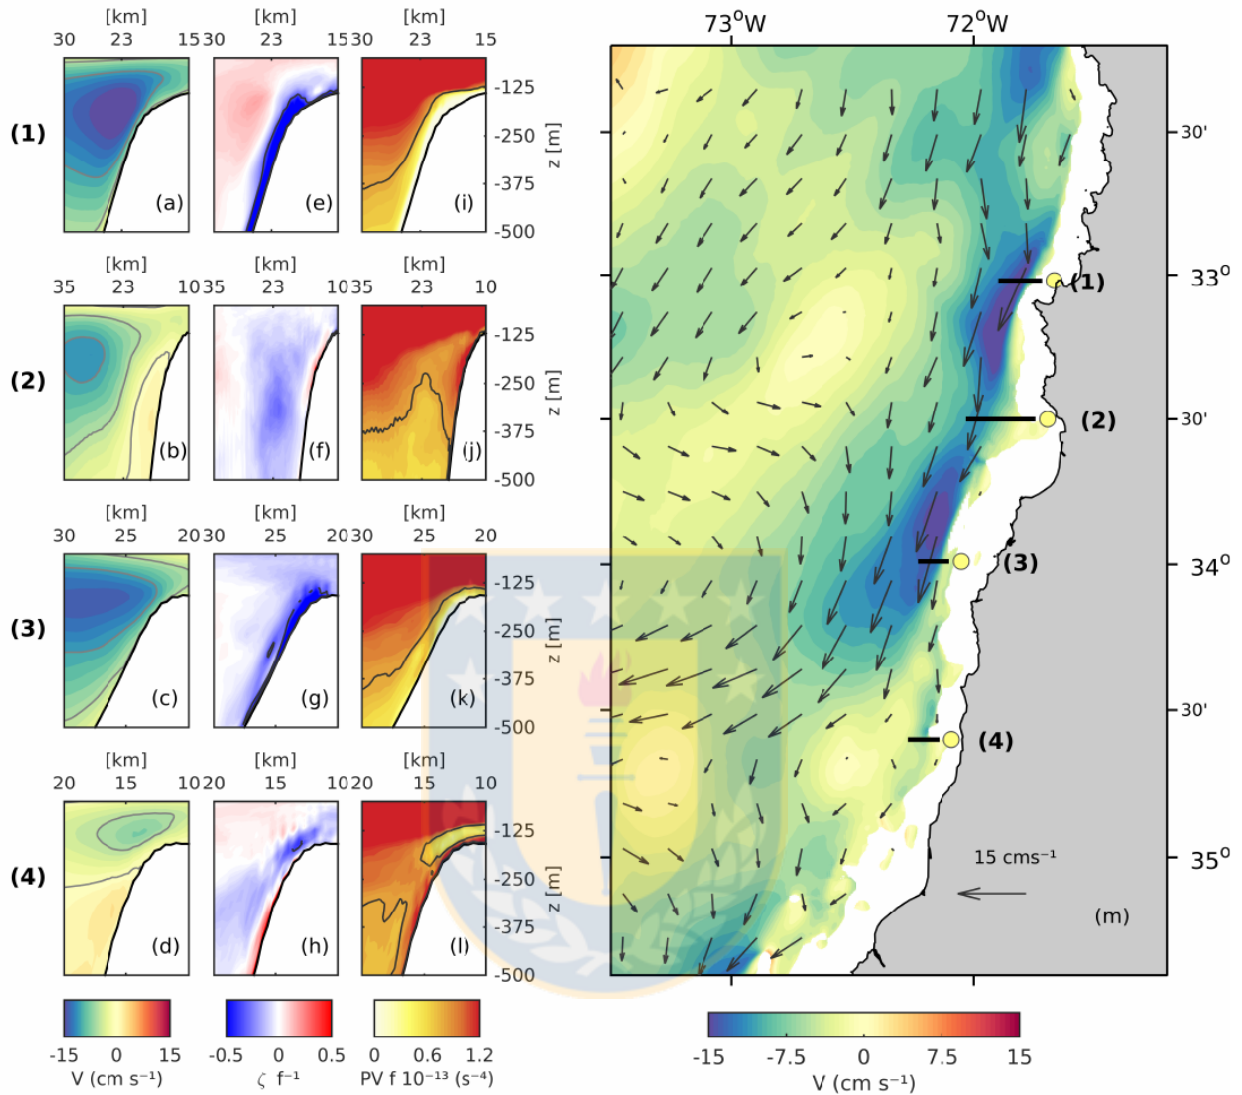 [km] [km] [km]
30 23 15 30 23 15 30 23 15
-125
-250
-375
-500
z [m]
(1)
(a) (e) (i)
[km] [km] [km]
35 23 10 35 23 10 35 23 10
-125
-250
-375
-500
z [m]
(2)
(b) (f) (j)
[km] [km] [km]
30 25 20 30 25 20 30 25 20
-125
-250
-375
-500
z [m]
(3)
(c) (g) (k)
[km] [km] [km]
20 15 10 20 15 10 20 15 10
-125
-250
-375
-500
z [m]
(4)
(d) (h) (l)
-15 0 15
V (cm s⁻¹)
-0.5 0 0.5
ζ f⁻¹
0 0.6 1.2
PV f 10⁻¹³ (s⁻⁴)
73°W 72°W
30'
33°
(1)
30'
(2)
34°
(3)
30'
(4)
35°
15 cms⁻¹
(m)
-15 -7.5 0 7.5 15
V (cm s⁻¹)